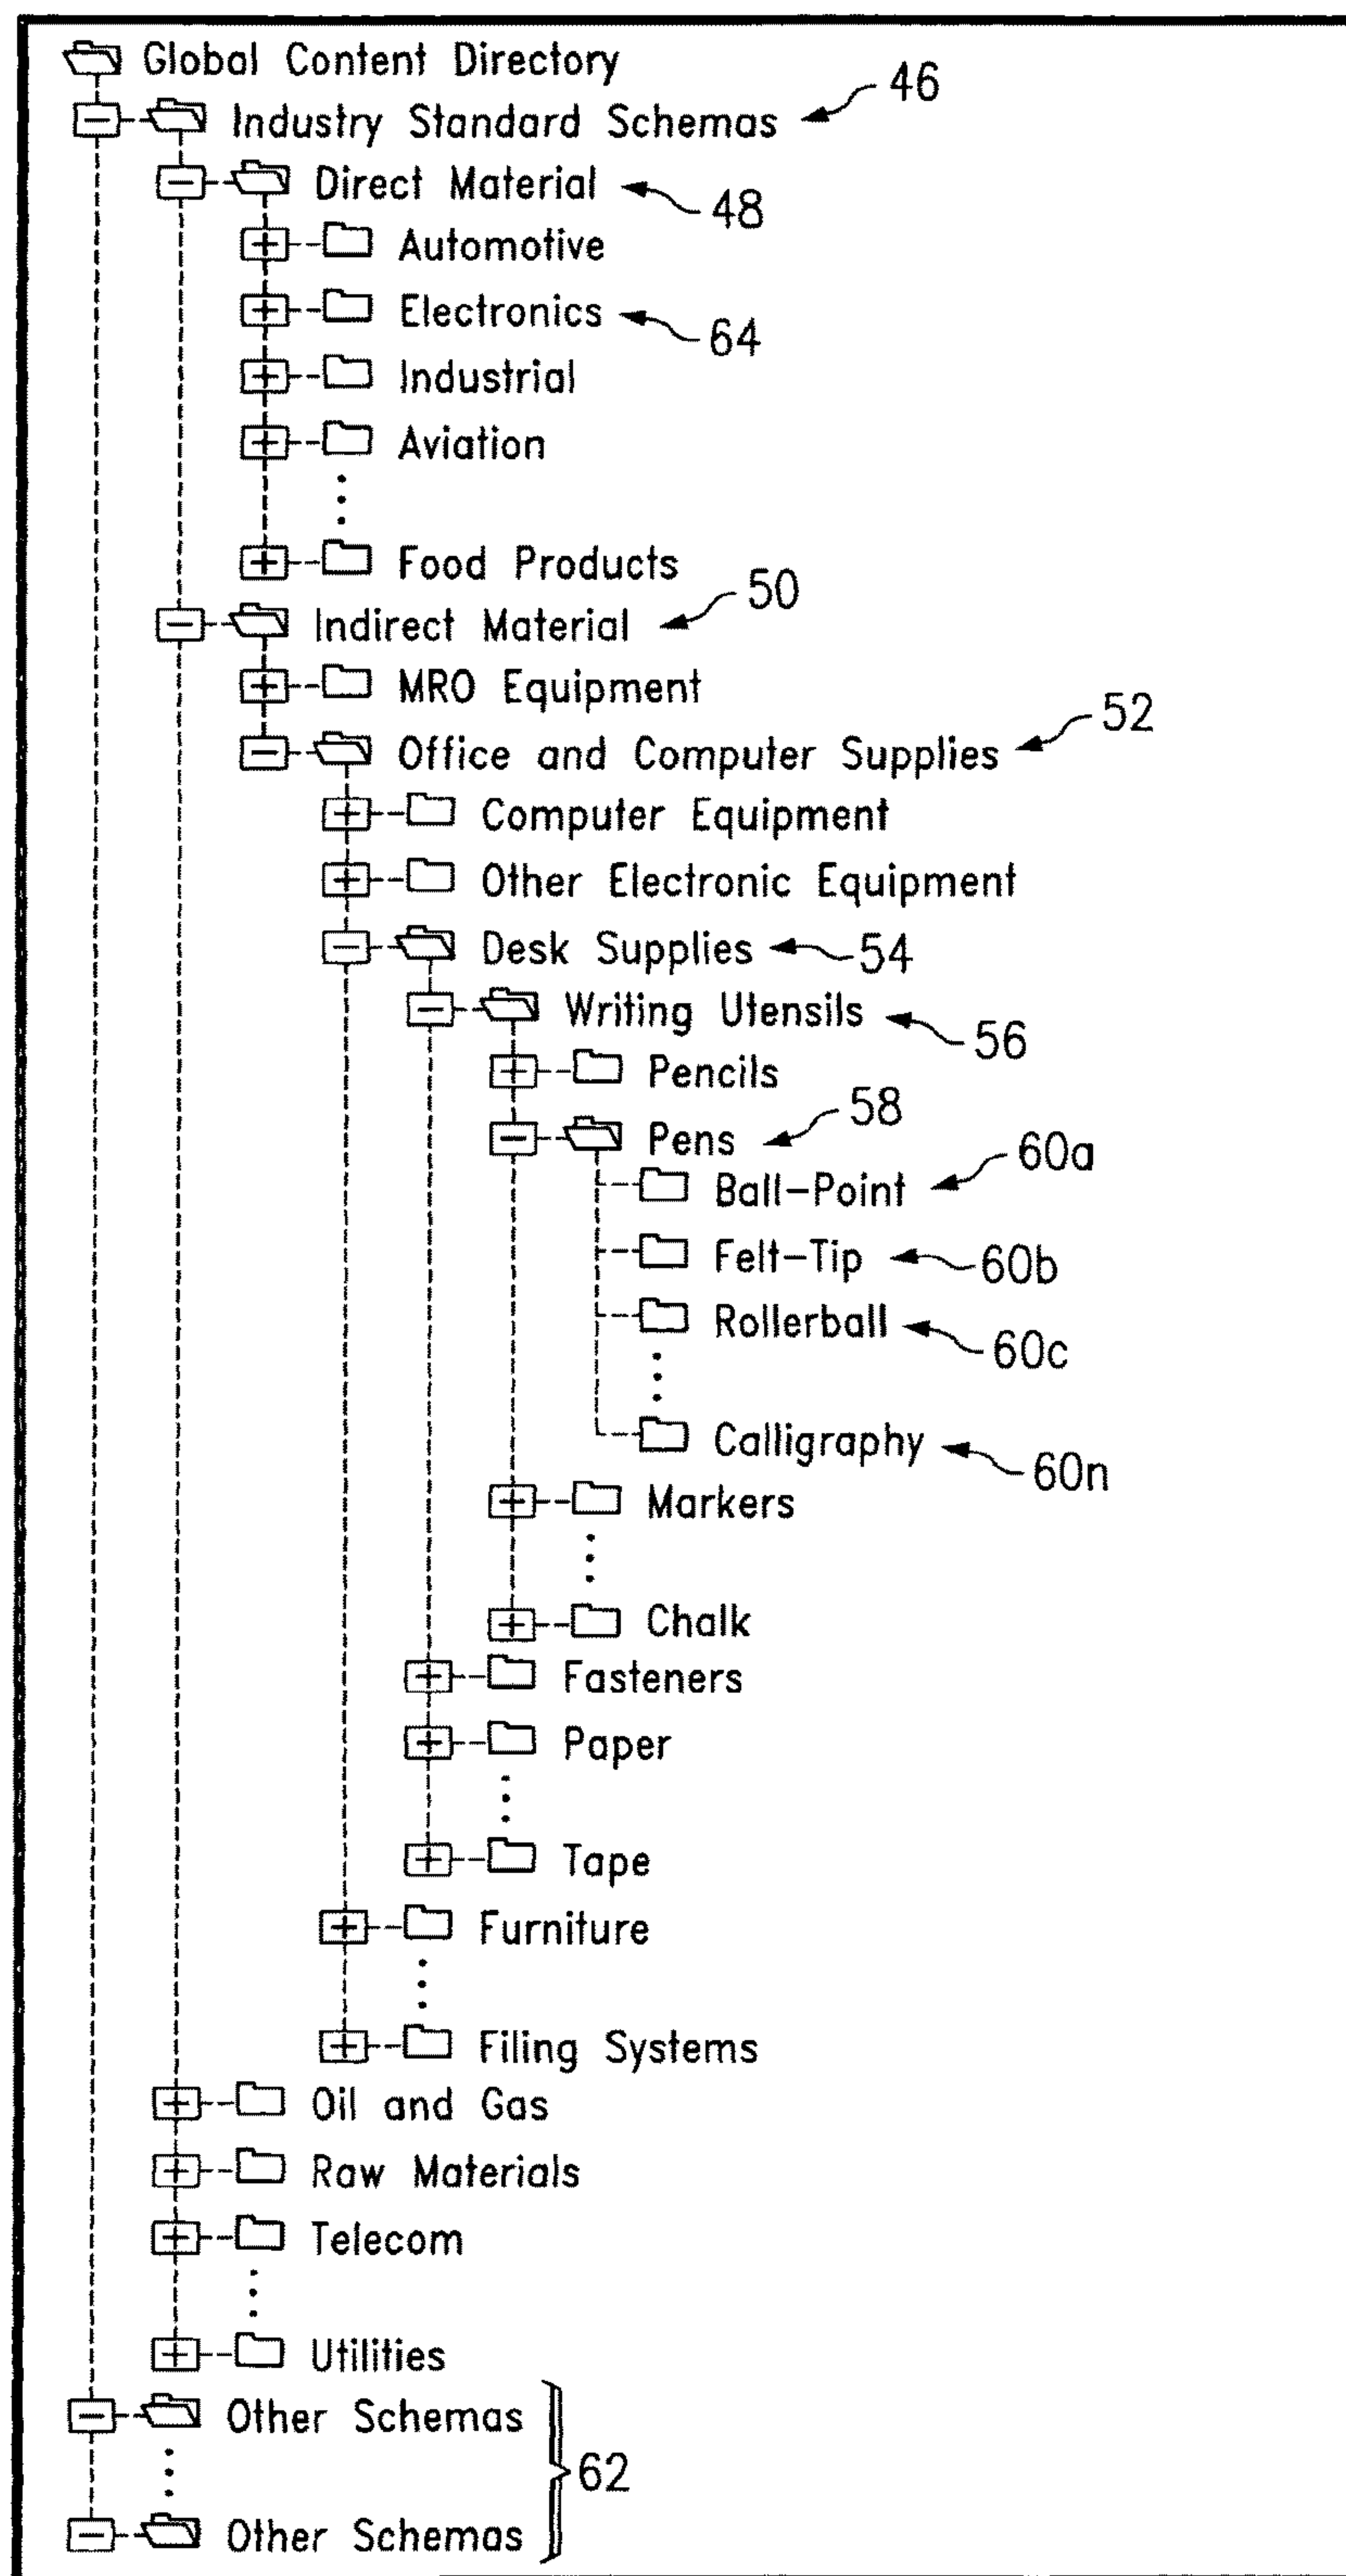 Global Content Directory
Industry Standard Schemas 46
Direct Material 48
Automotive
Electronics 64
Industrial
Aviation
Food Products
Indirect Material 50
MRO Equipment
Office and Computer Supplies 52
Computer Equipment
Other Electronic Equipment
Desk Supplies 54
Writing Utensils 56
Pencils
Pens 58
Ball-Point 60a
Felt-Tip 60b
Rollerball 60c
Calligraphy 60n
Markers
Chalk
Fasteners
Paper
Tape
Furniture
Filing Systems
Oil and Gas
Raw Materials
Telecom
Utilities
Other Schemas
62
Other Schemas